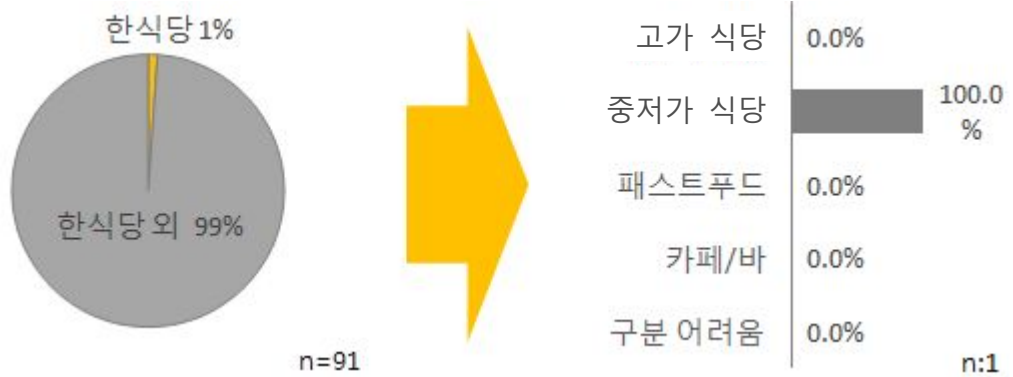 한식당 1%
한식당 외 99%
n=91
고가 식당 0.0%
중저가 식당 100.0
%
패스트푸드 0.0%
카페/바 0.0%
구분 어려움 0.0%
n:1